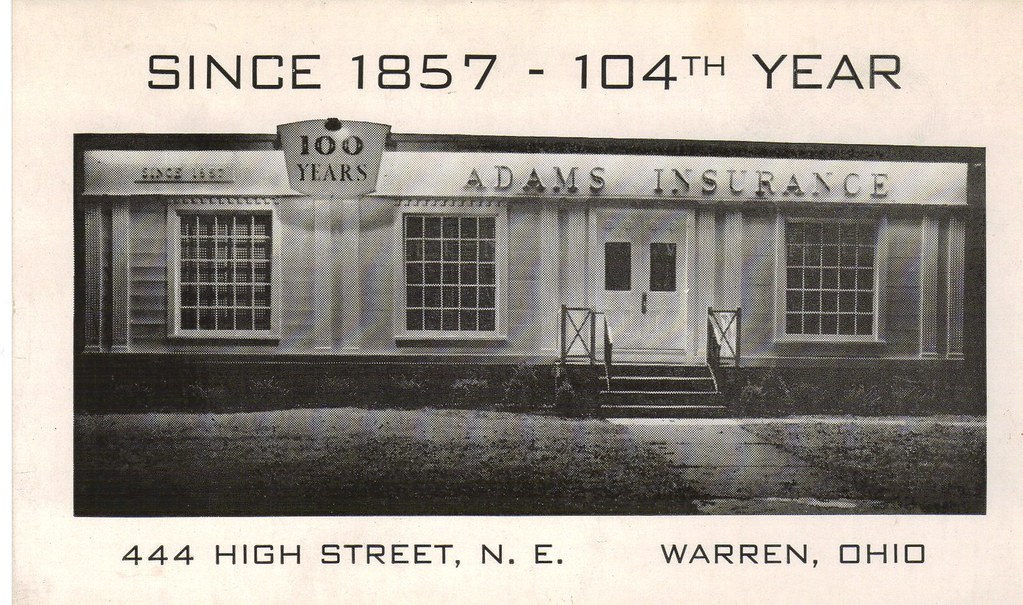 SINCE 1857 - 104TH YEAR
100
YEARS
SINCE 1857
ADAMS INSURANCE
444 HIGH STREET, N. E. WARREN, OHIO